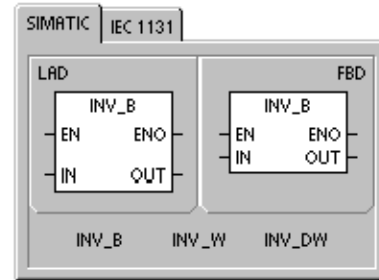 SIMATIC IEC 1131
LAD FBD
INV_B INV_B
EN ENO EN ENO
IN OUT IN OUT
INV_B INV_W INV_DW